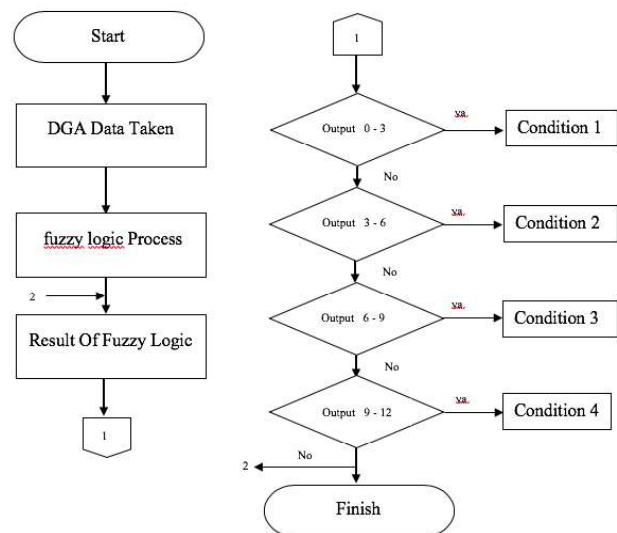 Start
DGA Data Taken
fuzzy logic Process
2
Result Of Fuzzy Logic
1
1
Output 0 - 3
ya
Condition 1
No
Output 3 - 6
ya
Condition 2
No
Output 6 - 9
ya
Condition 3
No
Output 9 - 12
ya
Condition 4
No
2
Finish